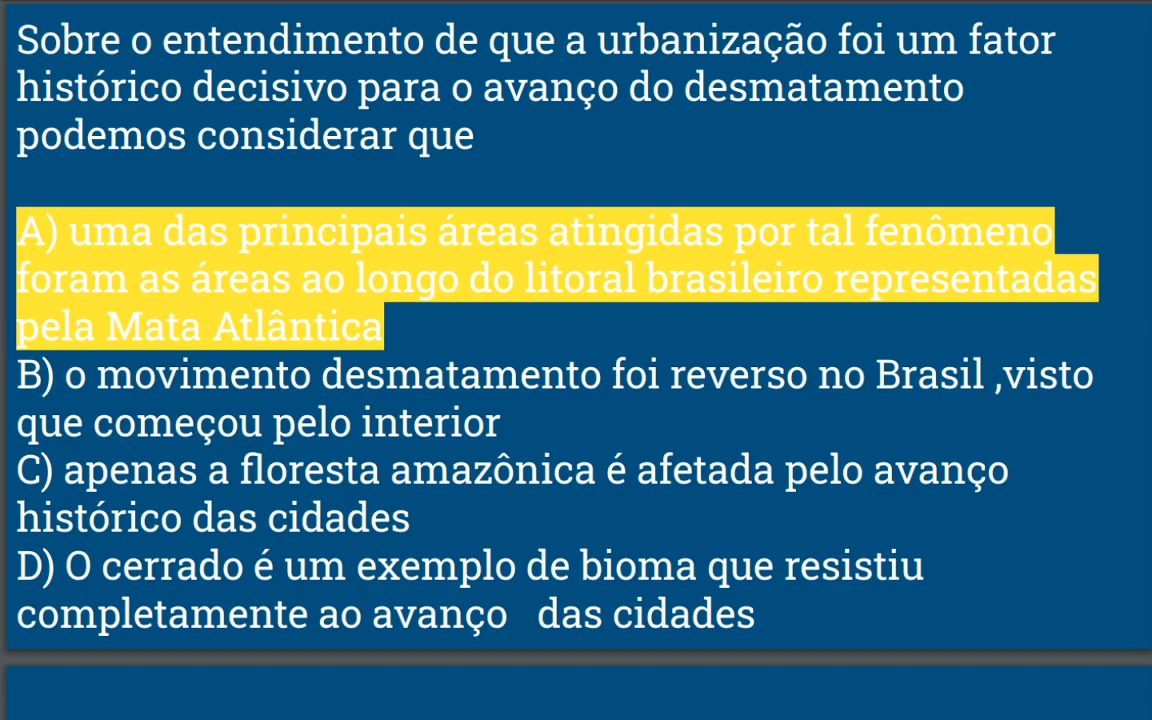 Sobre o entendimento de que a urbanização foi um fator
histórico decisivo para o avanço do desmatamento
podemos considerar que
A) uma das principais áreas atingidas por tal fenômeno
foram as áreas ao longo do litoral brasileiro representadas
pela Mata Atlântica
B) o movimento desmatamento foi reverso no Brasil ,visto
que começou pelo interior
C) apenas a floresta amazônica é afetada pelo avanço
histórico das cidades
D) O cerrado é um exemplo de bioma que resistiu
completamente ao avanço das cidades